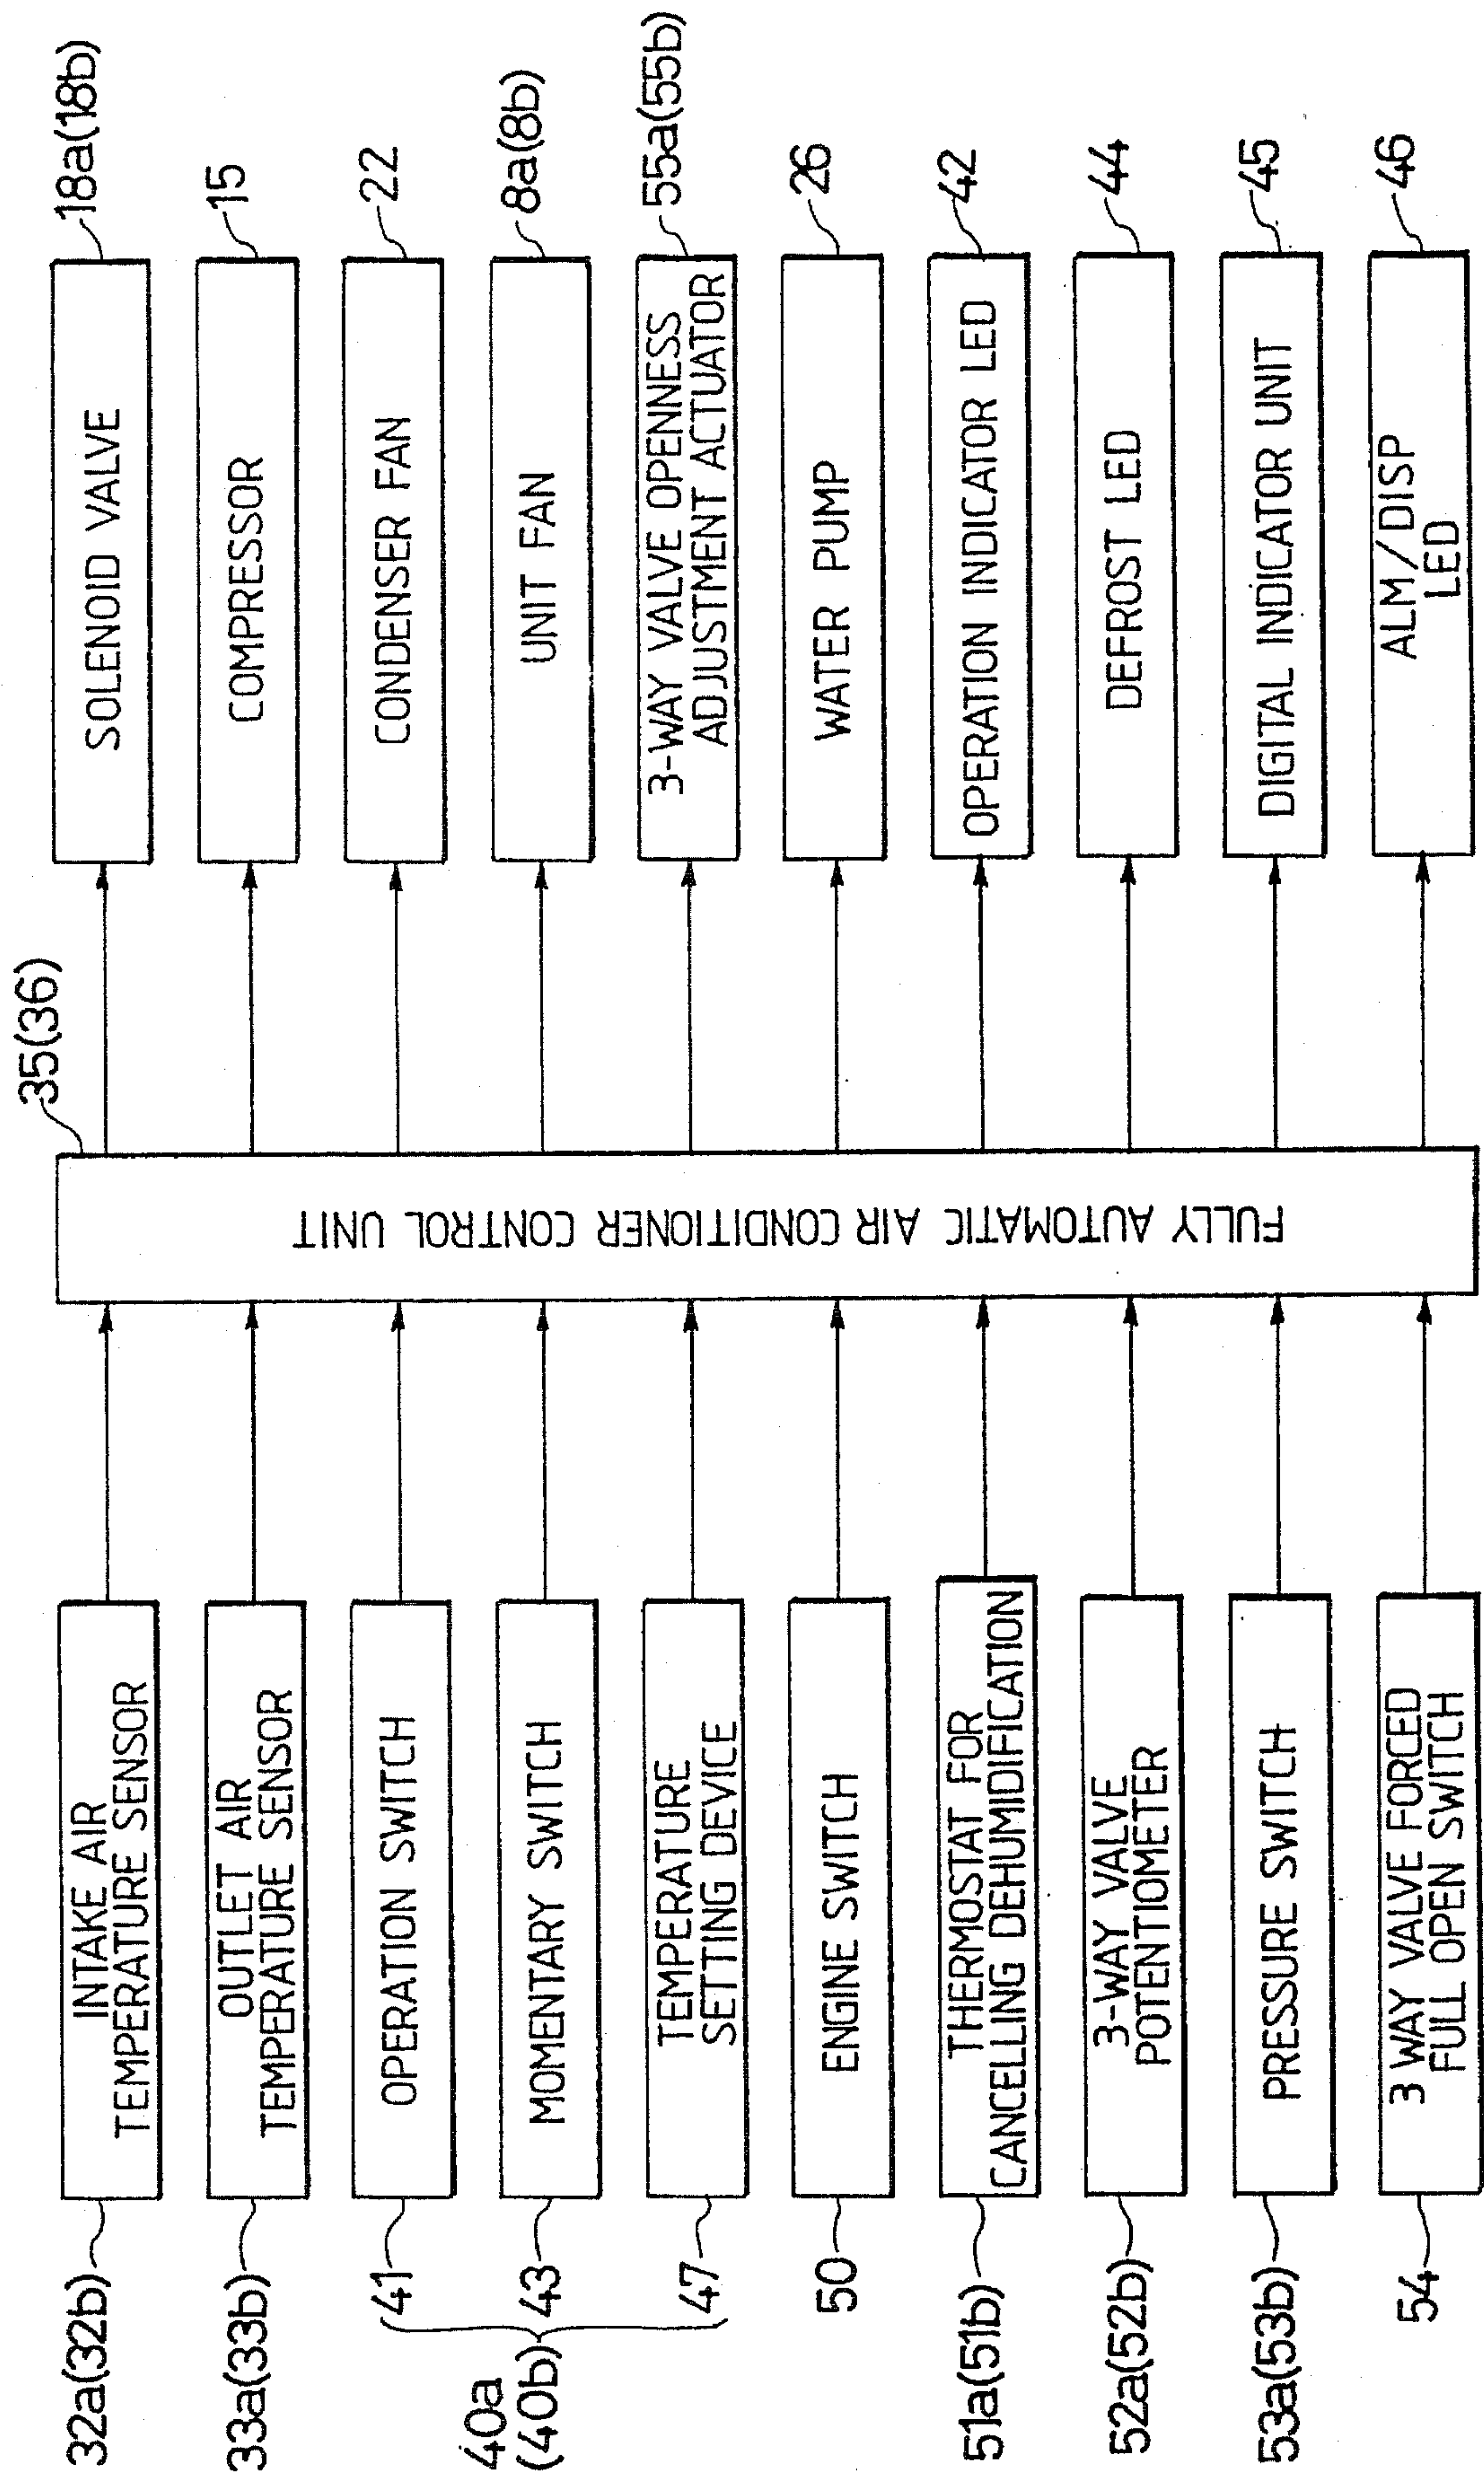 32a(32b)
INTAKE AIR
TEMPERATURE SENSOR
33a(33b)
OUTLET AIR
TEMPERATURE SENSOR
40a
(40b)
41
OPERATION SWITCH
43
MOMENTARY SWITCH
47
TEMPERATURE
SETTING DEVICE
50
ENGINE SWITCH
51a(51b)
THERMOSTAT FOR
CANCELLING DEHUMIDIFICATION
52a(52b)
3-WAY VALVE
POTENTIOMETER
53a(53b)
PRESSURE SWITCH
54
3 WAY VALVE FORCED
FULL OPEN SWITCH
35(36)
FULLY AUTOMATIC AIR CONDITIONER CONTROL UNIT
SOLENOID VALVE
18a(18b)
COMPRESSOR
15
CONDENSER FAN
22
UNIT FAN
8a(8b)
3-WAY VALVE OPENNESS
ADJUSTMENT ACTUATOR
55a(55b)
WATER PUMP
26
OPERATION INDICATOR LED
42
DEFROST LED
44
DIGITAL INDICATOR UNIT
45
ALM/DISP
LED
46